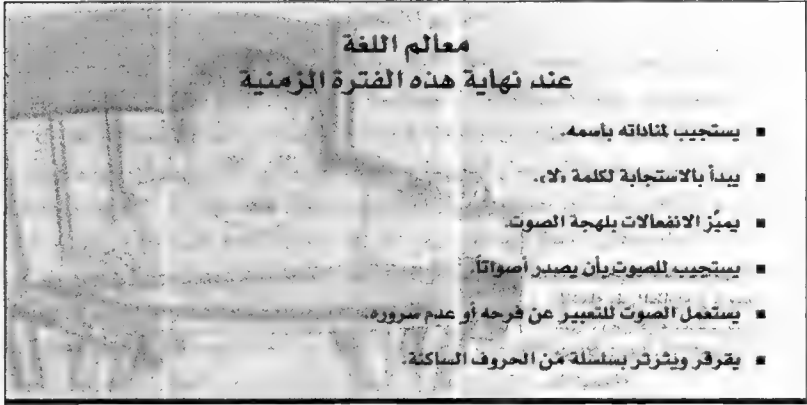 معالم اللغة
عند نهاية هذه الفترة الزمنية
■ يستجيب لمناداته بأسمه.
■ يبدأ بالاستجابة لكلمة «لا».
■ يميّز الانفعالات بلهجة الصوت.
■ يستجيب للصوت بأن يصدر أصواتاً.
■ يستعمل الصوت للتعبير عن فرحه أو عدم سروره.
■ يقرقر ويثرثر بسلسلة من الحروف الساكنة.